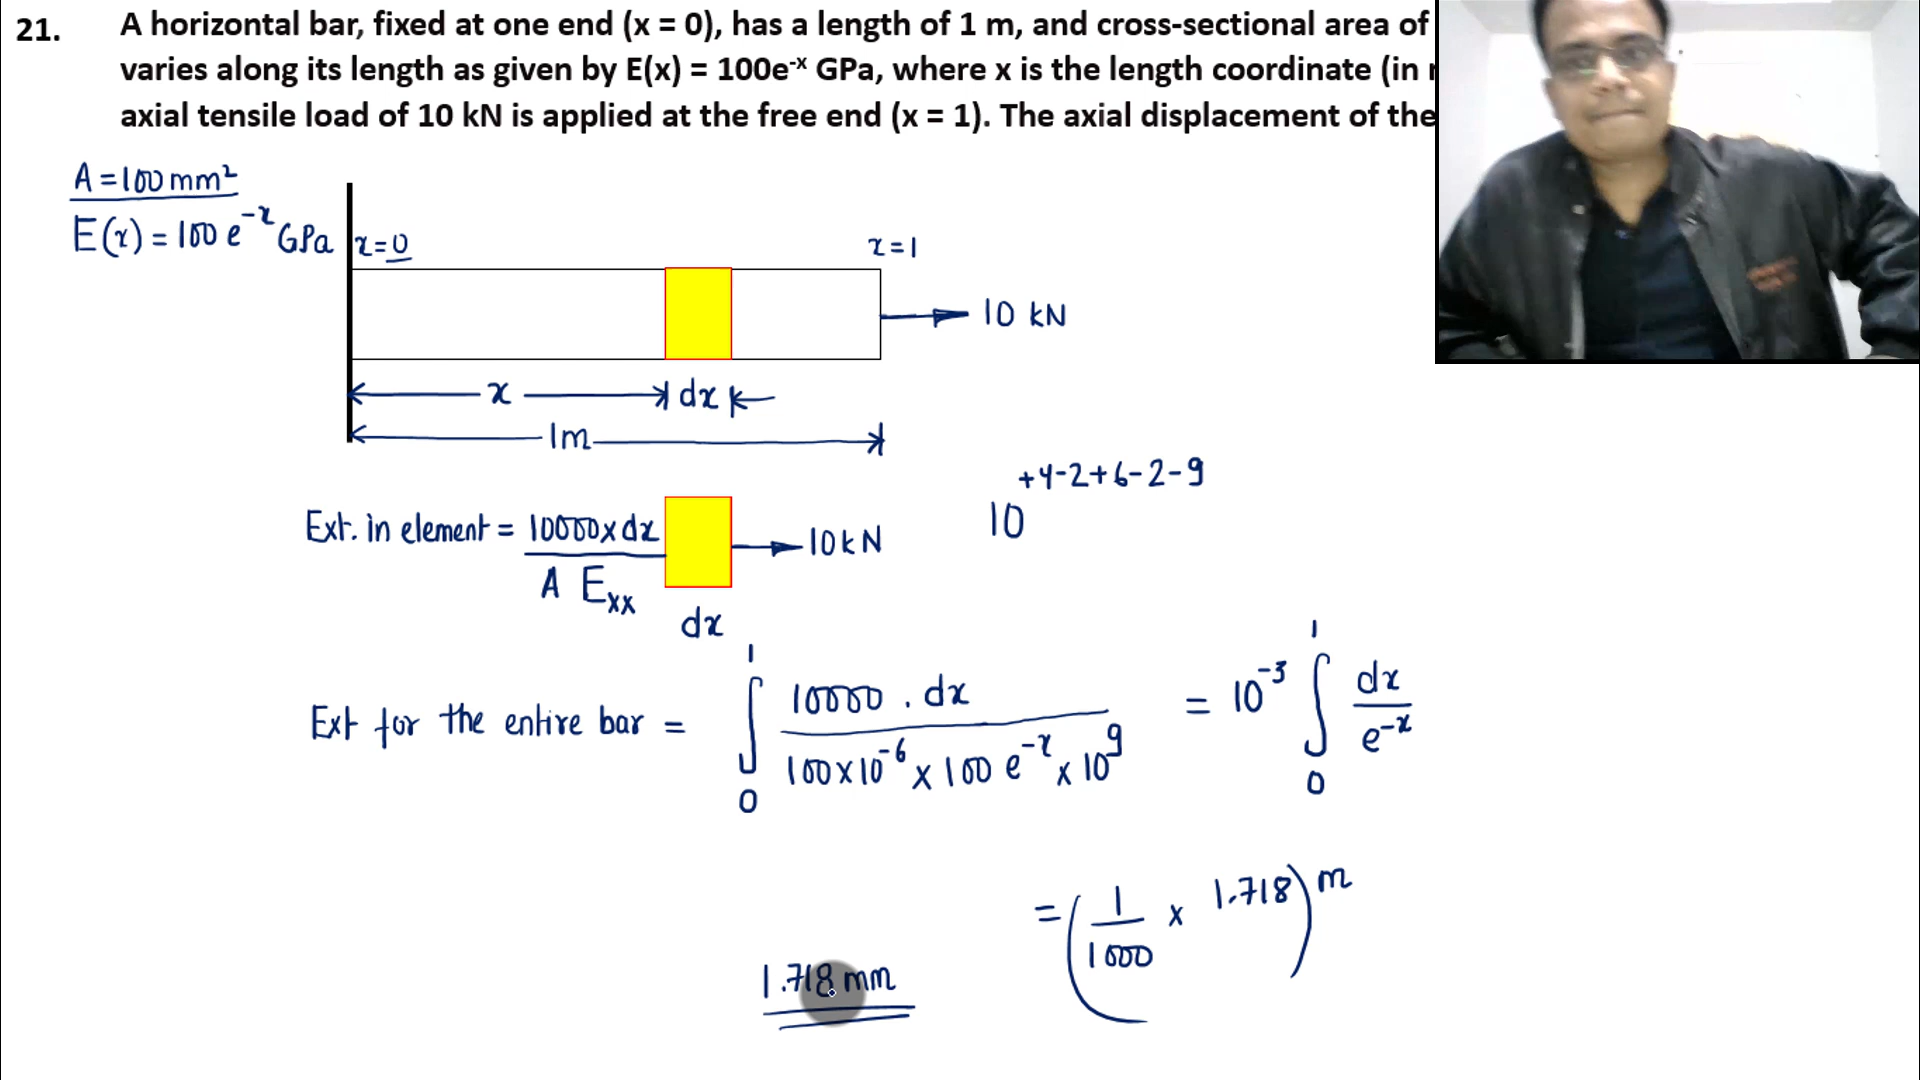 21. A horizontal bar, fixed at one end (x = 0), has a length of 1 m, and cross-sectional area of
varies along its length as given by E(x) = 100e⁻ˣ GPa, where x is the length coordinate (in
axial tensile load of 10 kN is applied at the free end (x = 1). The axial displacement of the
A = 100 mm²
E(x) = 100 e⁻ˣ GPa
x=0
x=1
10 kN
x
dx
1m
+4-2+6-2-9
10
Ext. in element = 10000 x dx
A Exx
10 kN
dx
1
1
Ext for the entire bar =
∫
10000 . dx
100x10⁻⁶ x 100 e⁻ˣ x 10⁹
= 10⁻³ ∫ dx
e⁻ˣ
0
0
= ( 1
1000
x 1.718 ) m
1.718 mm